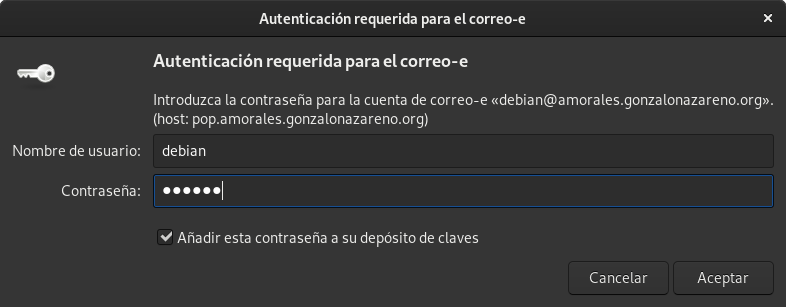 Autenticación requerida para el correo-e
Autenticación requerida para el correo-e
Introduzca la contraseña para la cuenta de correo-e «debian@amorales.gonzalonazareno.org».
(host: pop.amorales.gonzalonazareno.org)
Nombre de usuario: debian
Contraseña: ●●●●●●
Añadir esta contraseña a su depósito de claves
Cancelar Aceptar